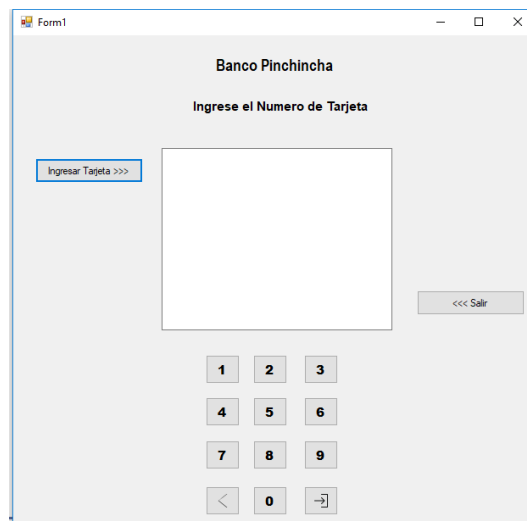 Form1
Banco Pinchincha
Ingrese el Numero de Tarjeta
Ingresar Tarjeta >>>
<<< Salir
1 2 3
4 5 6
7 8 9
< 0